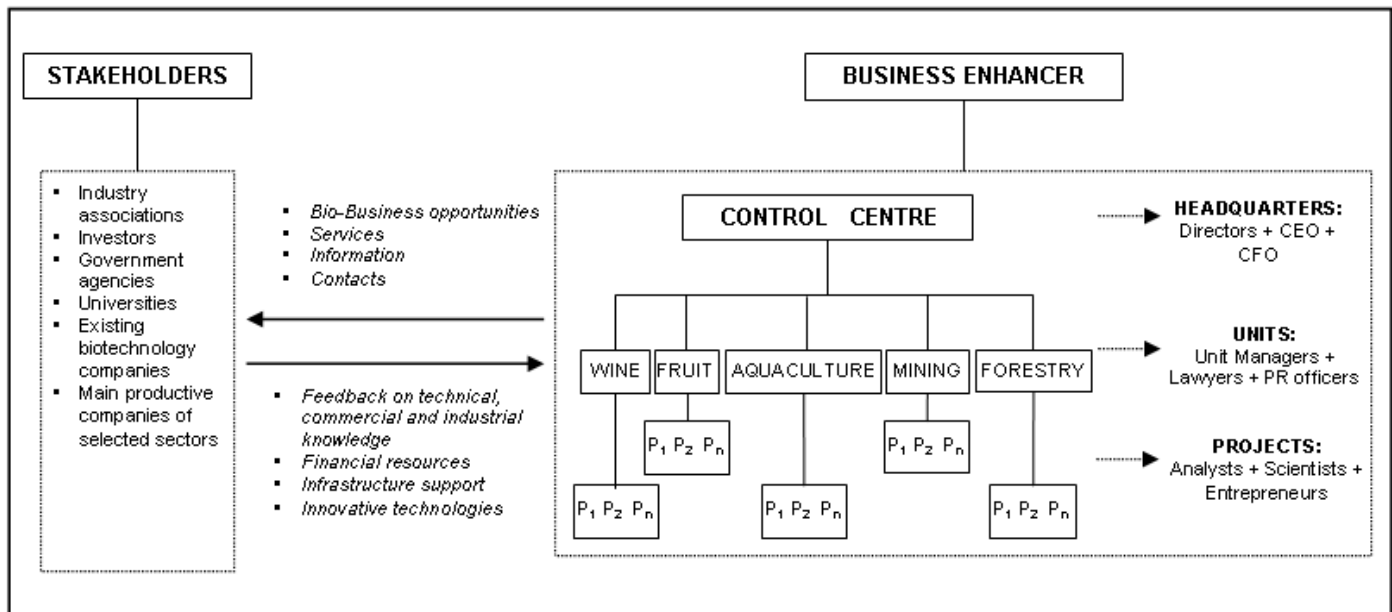 STAKEHOLDERS
BUSINESS ENHANCER
▪ Industry
associations
▪ Investors
▪ Government
agencies
▪ Universities
▪ Existing
biotechnology
companies
▪ Main productive
companies of
selected sectors
▪ Bio-Business opportunities
▪ Services
▪ Information
▪ Contacts
▪ Feedback on technical,
commercial and industrial
knowledge
▪ Financial resources
▪ Infrastructure support
▪ Innovative technologies
CONTROL CENTRE
WINE
FRUIT
AQUACULTURE
MINING
FORESTRY
P₁ P₂ Pₙ
P₁ P₂ Pₙ
P₁ P₂ Pₙ
P₁ P₂ Pₙ
P₁ P₂ Pₙ
HEADQUARTERS:
Directors + CEO +
CFO
UNITS:
Unit Managers +
Lawyers + PR officers
PROJECTS:
Analysts + Scientists +
Entrepreneurs